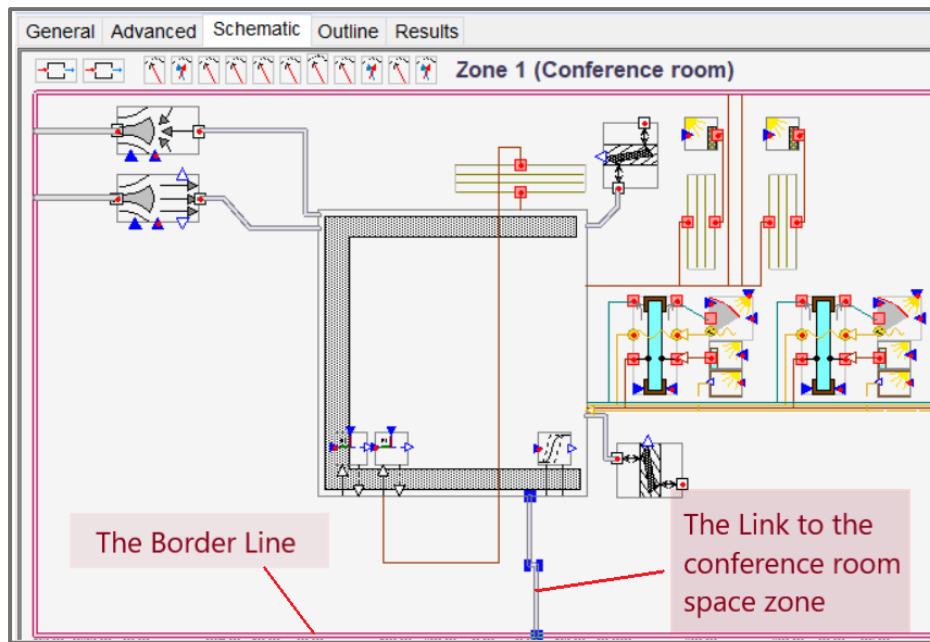 General Advanced Schematic Outline Results
Zone 1 (Conference room)
The Border Line
The Link to the
conference room
space zone